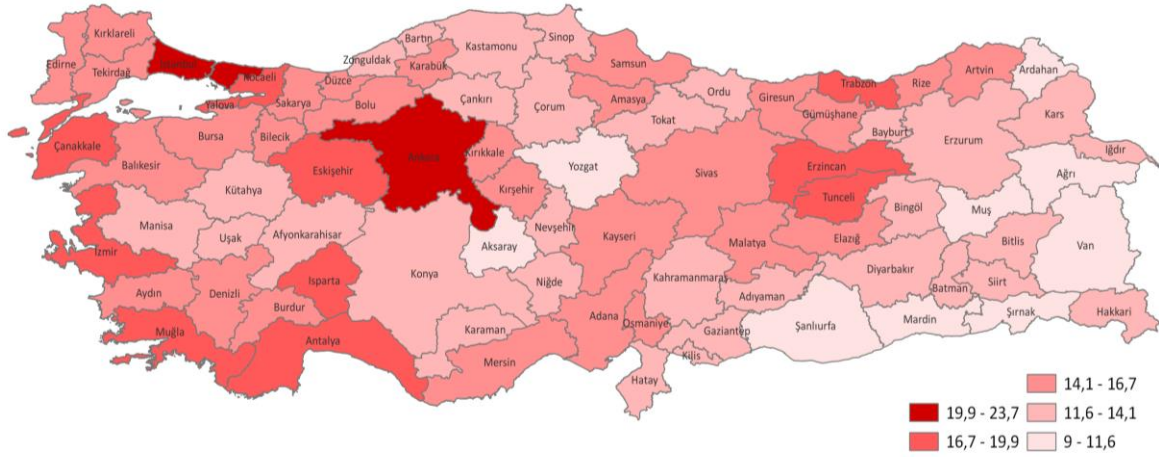 Kırklareli
Edirne
Tekirdağ
İstanbul
Kocaeli
Yalova
Sakarya
Düzce
Zonguldak
Bartın
Karabük
Kastamonu
Sinop
Samsun
Bolu
Çankırı
Çorum
Amasya
Ordu
Tokat
Giresun
Trabzon
Gümüşhane
Rize
Bayburt
Artvin
Ardahan
Kars
Erzurum
Iğdır
Ağrı
Çanakkale
Balıkesir
Bursa
Bilecik
Eskişehir
Ankara
Kırıkkale
Kırşehir
Yozgat
Sivas
Erzincan
Tunceli
Bingöl
Muş
Kütahya
Manisa
Uşak
Afyonkarahisar
İzmir
Aydın
Denizli
Isparta
Burdur
Muğla
Antalya
Konya
Aksaray
Nevşehir
Niğde
Kayseri
Malatya
Elazığ
Bitlis
Van
Karaman
Mersin
Adana
Osmaniye
Kahramanmaraş
Adıyaman
Gaziantep
Kilis
Hatay
Şanlıurfa
Diyarbakır
Batman
Siirt
Mardin
Şırnak
Hakkari
14,1 - 16,7
19,9 - 23,7
11,6 - 14,1
16,7 - 19,9
9 - 11,6